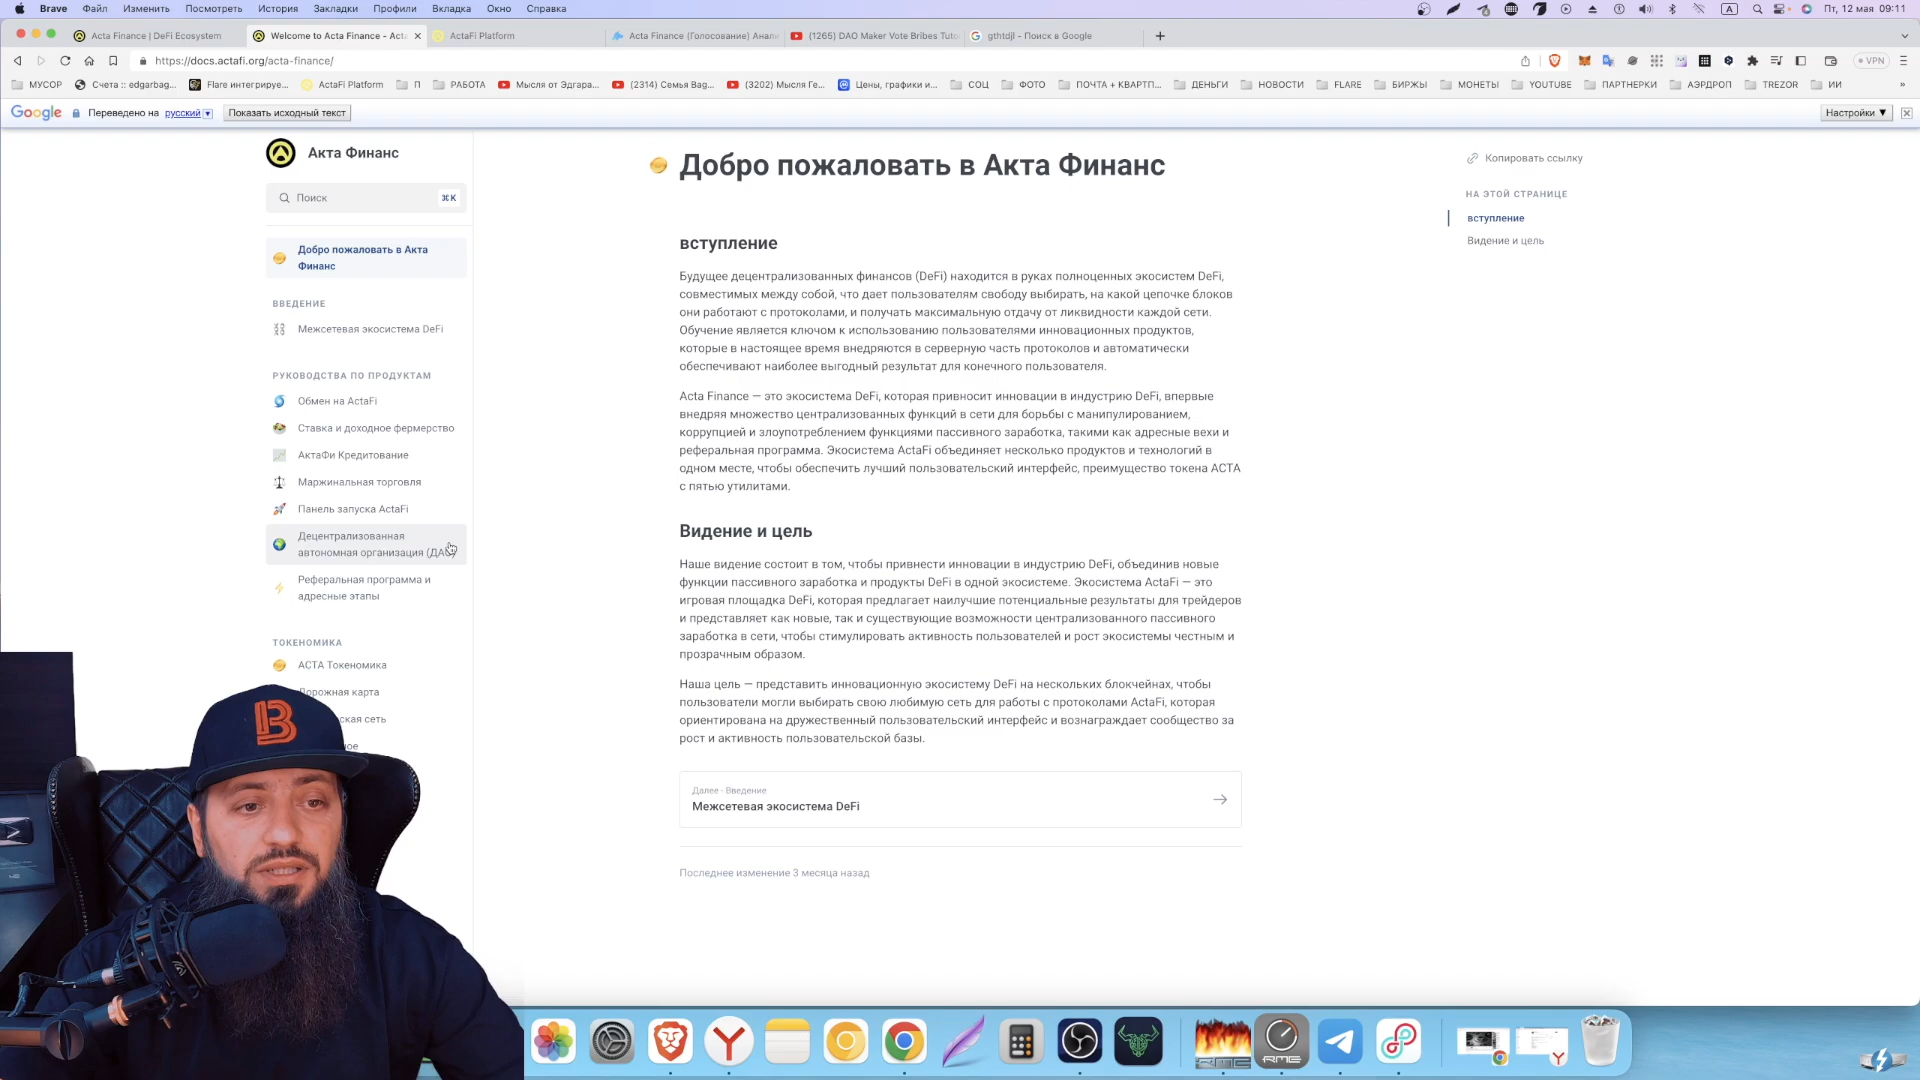 Brave Файл Изменить Посмотреть История Закладки Профили Вкладка Окно Справка
Пт, 12 мая 09:11
Acta Finance | DeFi Ecosystem
Welcome to Acta Finance - Acta
ActaFi Platform
Acta Finance (Голосование) Анали
(1265) DAO Maker Vote Bribes Tuto
gthtdjl - Поиск в Google
https://docs.actafi.org/acta-finance/
VPN
МУСОР
Счета :: edgarbag...
Flare интегрируе...
ActaFi Platform
П
РАБОТА
Мысля от Эдгара...
(2314) Семья Bag...
(3202) Мысля Ге...
Цены, графики и...
СОЦ
ФОТО
ПОЧТА + КВАРТП...
ДЕНЬГИ
НОВОСТИ
FLARE
БИРЖЫ
МОНЕТЫ
YOUTUBE
ПАРТНЕРКИ
АЭРДРОП
TREZOR
ИИ
Google Переведено на русский Показать исходный текст
Настройки ▼
Акта Финанс
Поиск ⌘K
Добро пожаловать в Акта
Финанс
ВВЕДЕНИЕ
Межсетевая экосистема DeFi
РУКОВОДСТВА ПО ПРОДУКТАМ
Обмен на ActaFi
Ставка и доходное фермерство
АктаФи Кредитование
Маржинальная торговля
Панель запуска ActaFi
Децентрализованная
автономная организация
Реферальная программа и
адресные этапы
ТОКЕНОМИКА
АСТА Токеномика
Дорожная карта
сеть
Добро пожаловать в Акта Финанс
вступление
Будущее децентрализованных финансов (DeFi) находится в руках полноценных экосистем DeFi,
совместимых между собой, что дает пользователям свободу выбирать, на какой цепочке блоков
они работают с протоколами, и получать максимальную отдачу от ликвидности каждой сети.
Обучение является ключом к использованию пользователями инновационных продуктов,
которые в настоящее время внедряются в серверную часть протоколов и автоматически
обеспечивают наиболее выгодный результат для конечного пользователя.
Acta Finance — это экосистема DeFi, которая привносит инновации в индустрию DeFi, впервые
внедряя множество централизованных функций в сети для борьбы с манипулированием,
коррупцией и злоупотреблением функциями пассивного заработка, такими как адресные вехи и
реферальная программа. Экосистема ActaFi объединяет несколько продуктов и технологий в
одном месте, чтобы обеспечить лучший пользовательский интерфейс, преимущество токена АСТА
с пятью утилитами.
Видение и цель
Наше видение состоит в том, чтобы привнести инновации в индустрию DeFi, объединив новые
функции пассивного заработка и продукты DeFi в одной экосистеме. Экосистема ActaFi — это
игровая площадка DeFi, которая предлагает наилучшие потенциальные результаты для трейдеров
и представляет как новые, так и существующие возможности централизованного пассивного
заработка в сети, чтобы стимулировать активность пользователей и рост экосистемы честным и
прозрачным образом.
Наша цель — представить инновационную экосистему DeFi на нескольких блокчейнах, чтобы
пользователи могли выбирать свою любимую сеть для работы с протоколами ActaFi, которая
ориентирована на дружественный пользовательский интерфейс и вознаграждает сообщество за
рост и активность пользовательской базы.
Далее - Введение
Межсетевая экосистема DeFi
Последнее изменение 3 месяца назад
Копировать ссылку
НА ЭТОЙ СТРАНИЦЕ
вступление
Видение и цель
B
RME